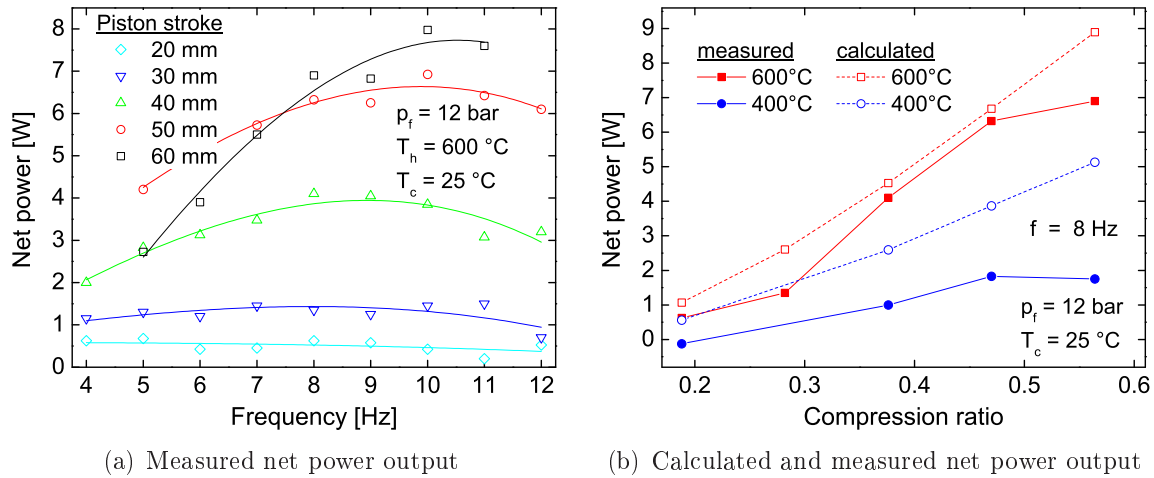 Net power [W]
8
7
6
5
4
3
2
1
0
Piston stroke
20 mm
30 mm
40 mm
50 mm
60 mm
p_f = 12 bar
T_h = 600 °C
T_c = 25 °C
4 5 6 7 8 9 10 11 12
Frequency [Hz]
(a) Measured net power output
Net power [W]
9
8
7
6
5
4
3
2
1
0
measured calculated
600°C 600°C
400°C 400°C
f = 8 Hz
p_f = 12 bar
T_c = 25 °C
0.2 0.3 0.4 0.5 0.6
Compression ratio
(b) Calculated and measured net power output